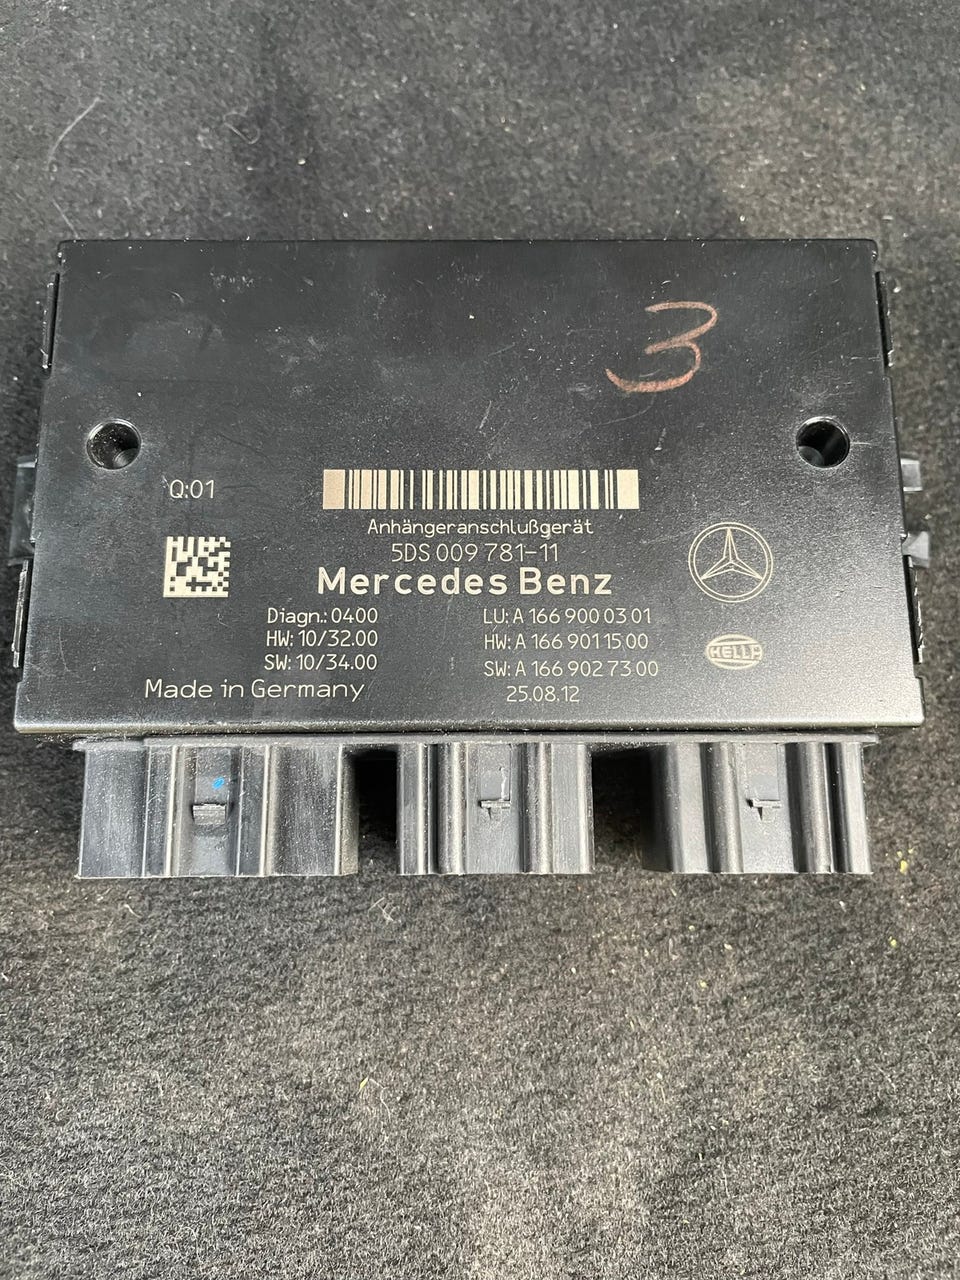 3
Q:01
Anhängeranschlußgerät
5DS 009 781-11
Mercedes Benz
Diagn.: 0400
LU: A 166 900 03 01
HW: 10/32.00
HW: A 166 901 15 00
SW: 10/34.00
SW: A 166 902 73 00
HELLA
Made in Germany
25.08.12